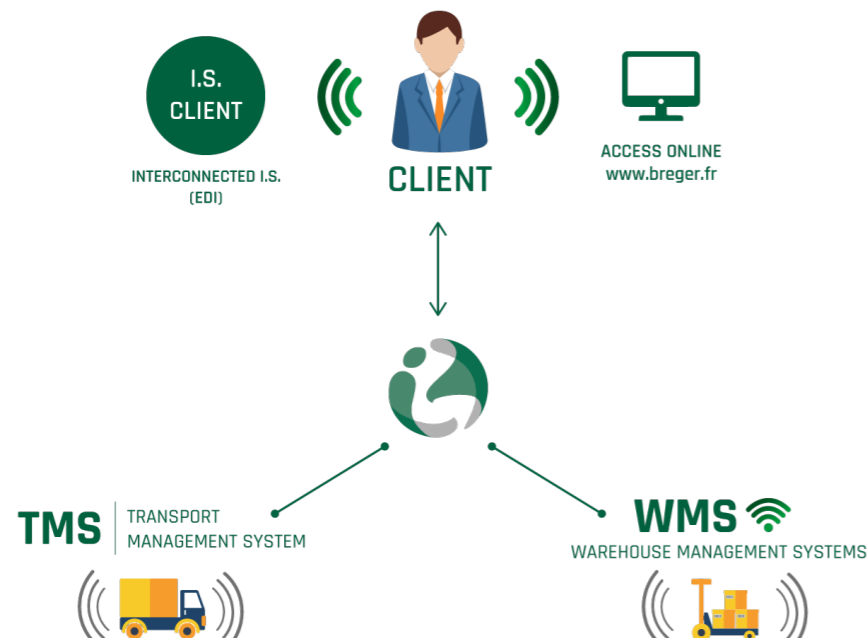 I.S.
CLIENT
INTERCONNECTED I.S.
(EDI)
CLIENT
ACCESS ONLINE
www.breger.fr
TMS
TRANSPORT
MANAGEMENT SYSTEM
WMS
WAREHOUSE MANAGEMENT SYSTEMS